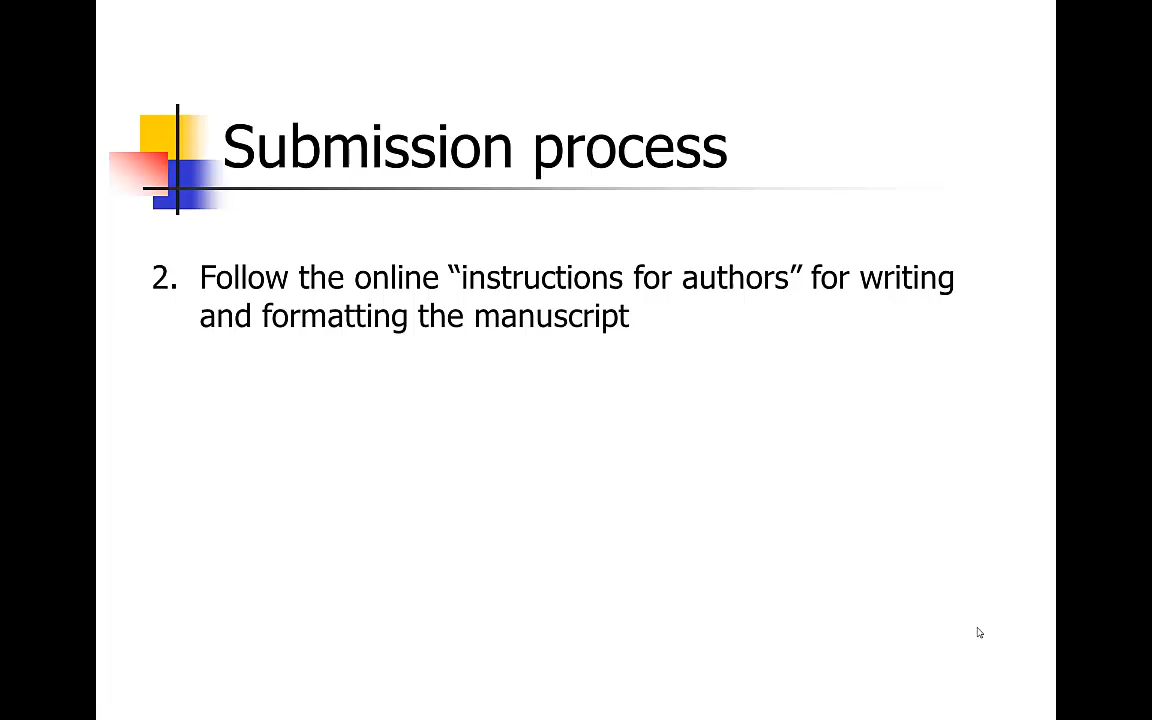 Submission process
2. Follow the online “instructions for authors” for writing
and formatting the manuscript